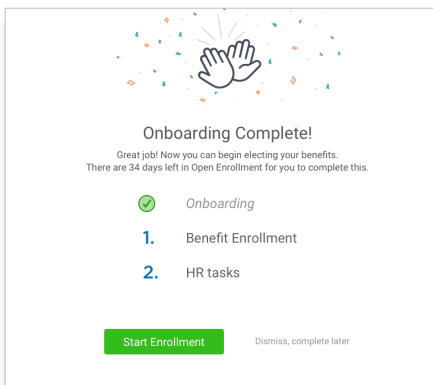 Onboarding Complete!
Great job! Now you can begin electing your benefits.
There are 34 days left in Open Enrollment for you to complete this.
Onboarding
1. Benefit Enrollment
2. HR tasks
Start Enrollment Dismiss, complete later